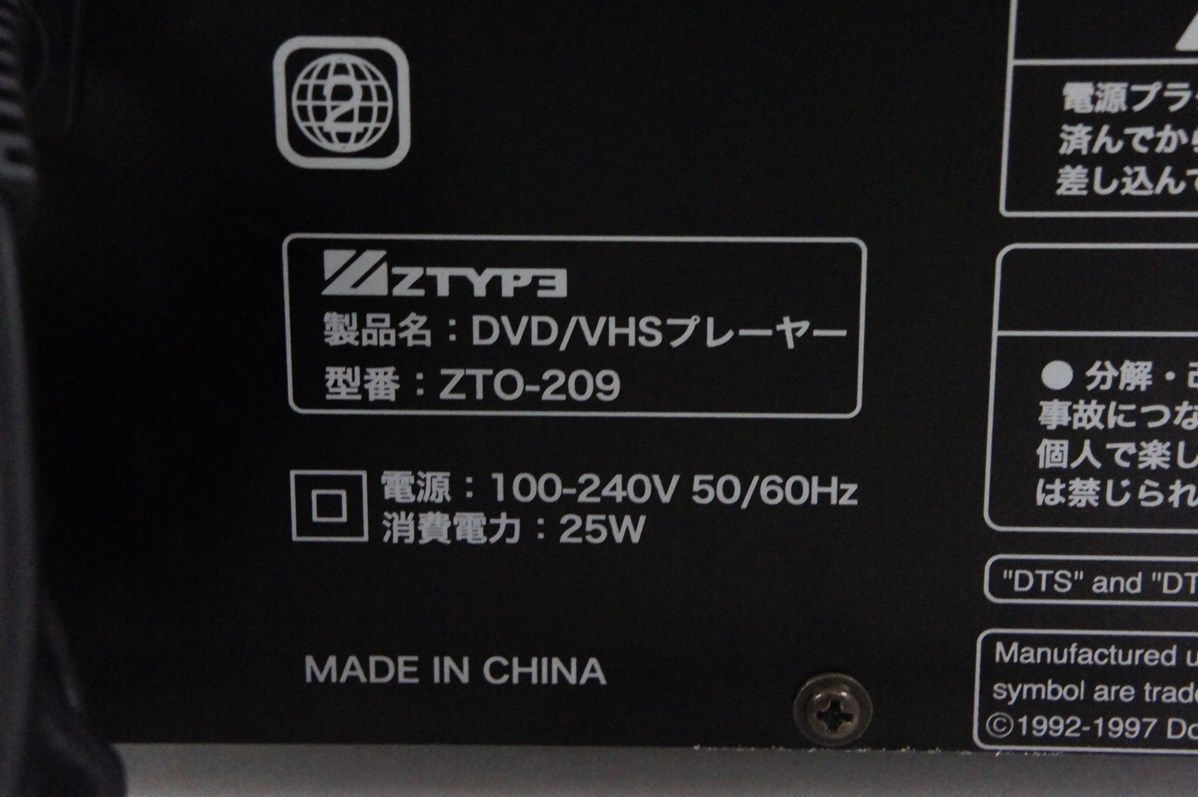 2
ZTYPE
製品名：DVD/VHSプレーヤー
型番：ZTO-209
電源：100-240V 50/60Hz
消費電力：25W
MADE IN CHINA
電源プラ
済んでから
差し込んで
● 分解・改
事故につな
個人で楽し
は禁じられ
"DTS" and "DT
Manufactured u
symbol are trade
©1992-1997 Do